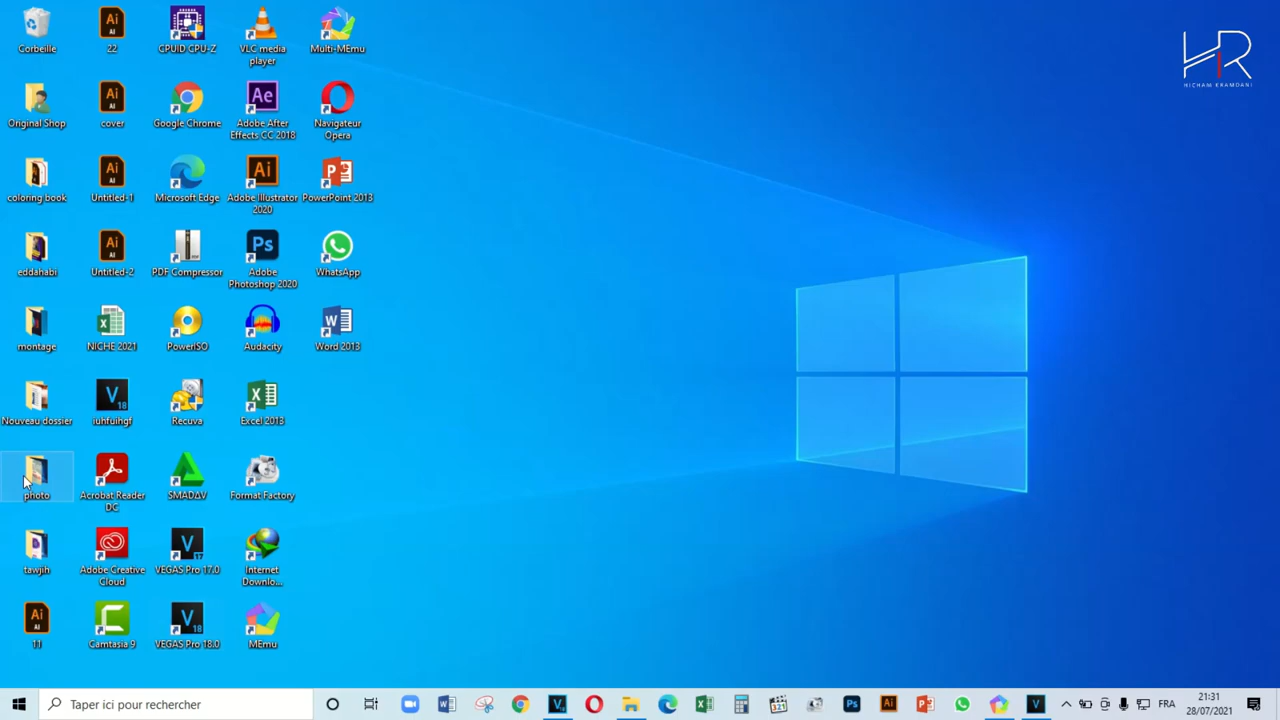 Corbeille
22
CPUID CPU-Z
VLC media
player
Multi-MEmu
Original Shop
cover
Google Chrome
Adobe After
Effects CC 2018
Navigateur
Opera
coloring book
Untitled-1
Microsoft Edge
Adobe Illustrator
2020
PowerPoint 2013
eddahabi
Untitled-2
PDF Compressor
Adobe
Photoshop 2020
WhatsApp
montage
NICHE 2021
PowerISO
Audacity
Word 2013
Nouveau dossier
iuhfuihgf
Recuva
Excel 2013
photo
Acrobat Reader
DC
SMADΔV
Format Factory
tawjih
Adobe Creative
Cloud
VEGAS Pro 17.0
Internet
Downlo...
11
Camtasia 9
VEGAS Pro 18.0
MEmu
HICHAM KRAMDANI
Taper ici pour rechercher
FRA
21:31
28/07/2021